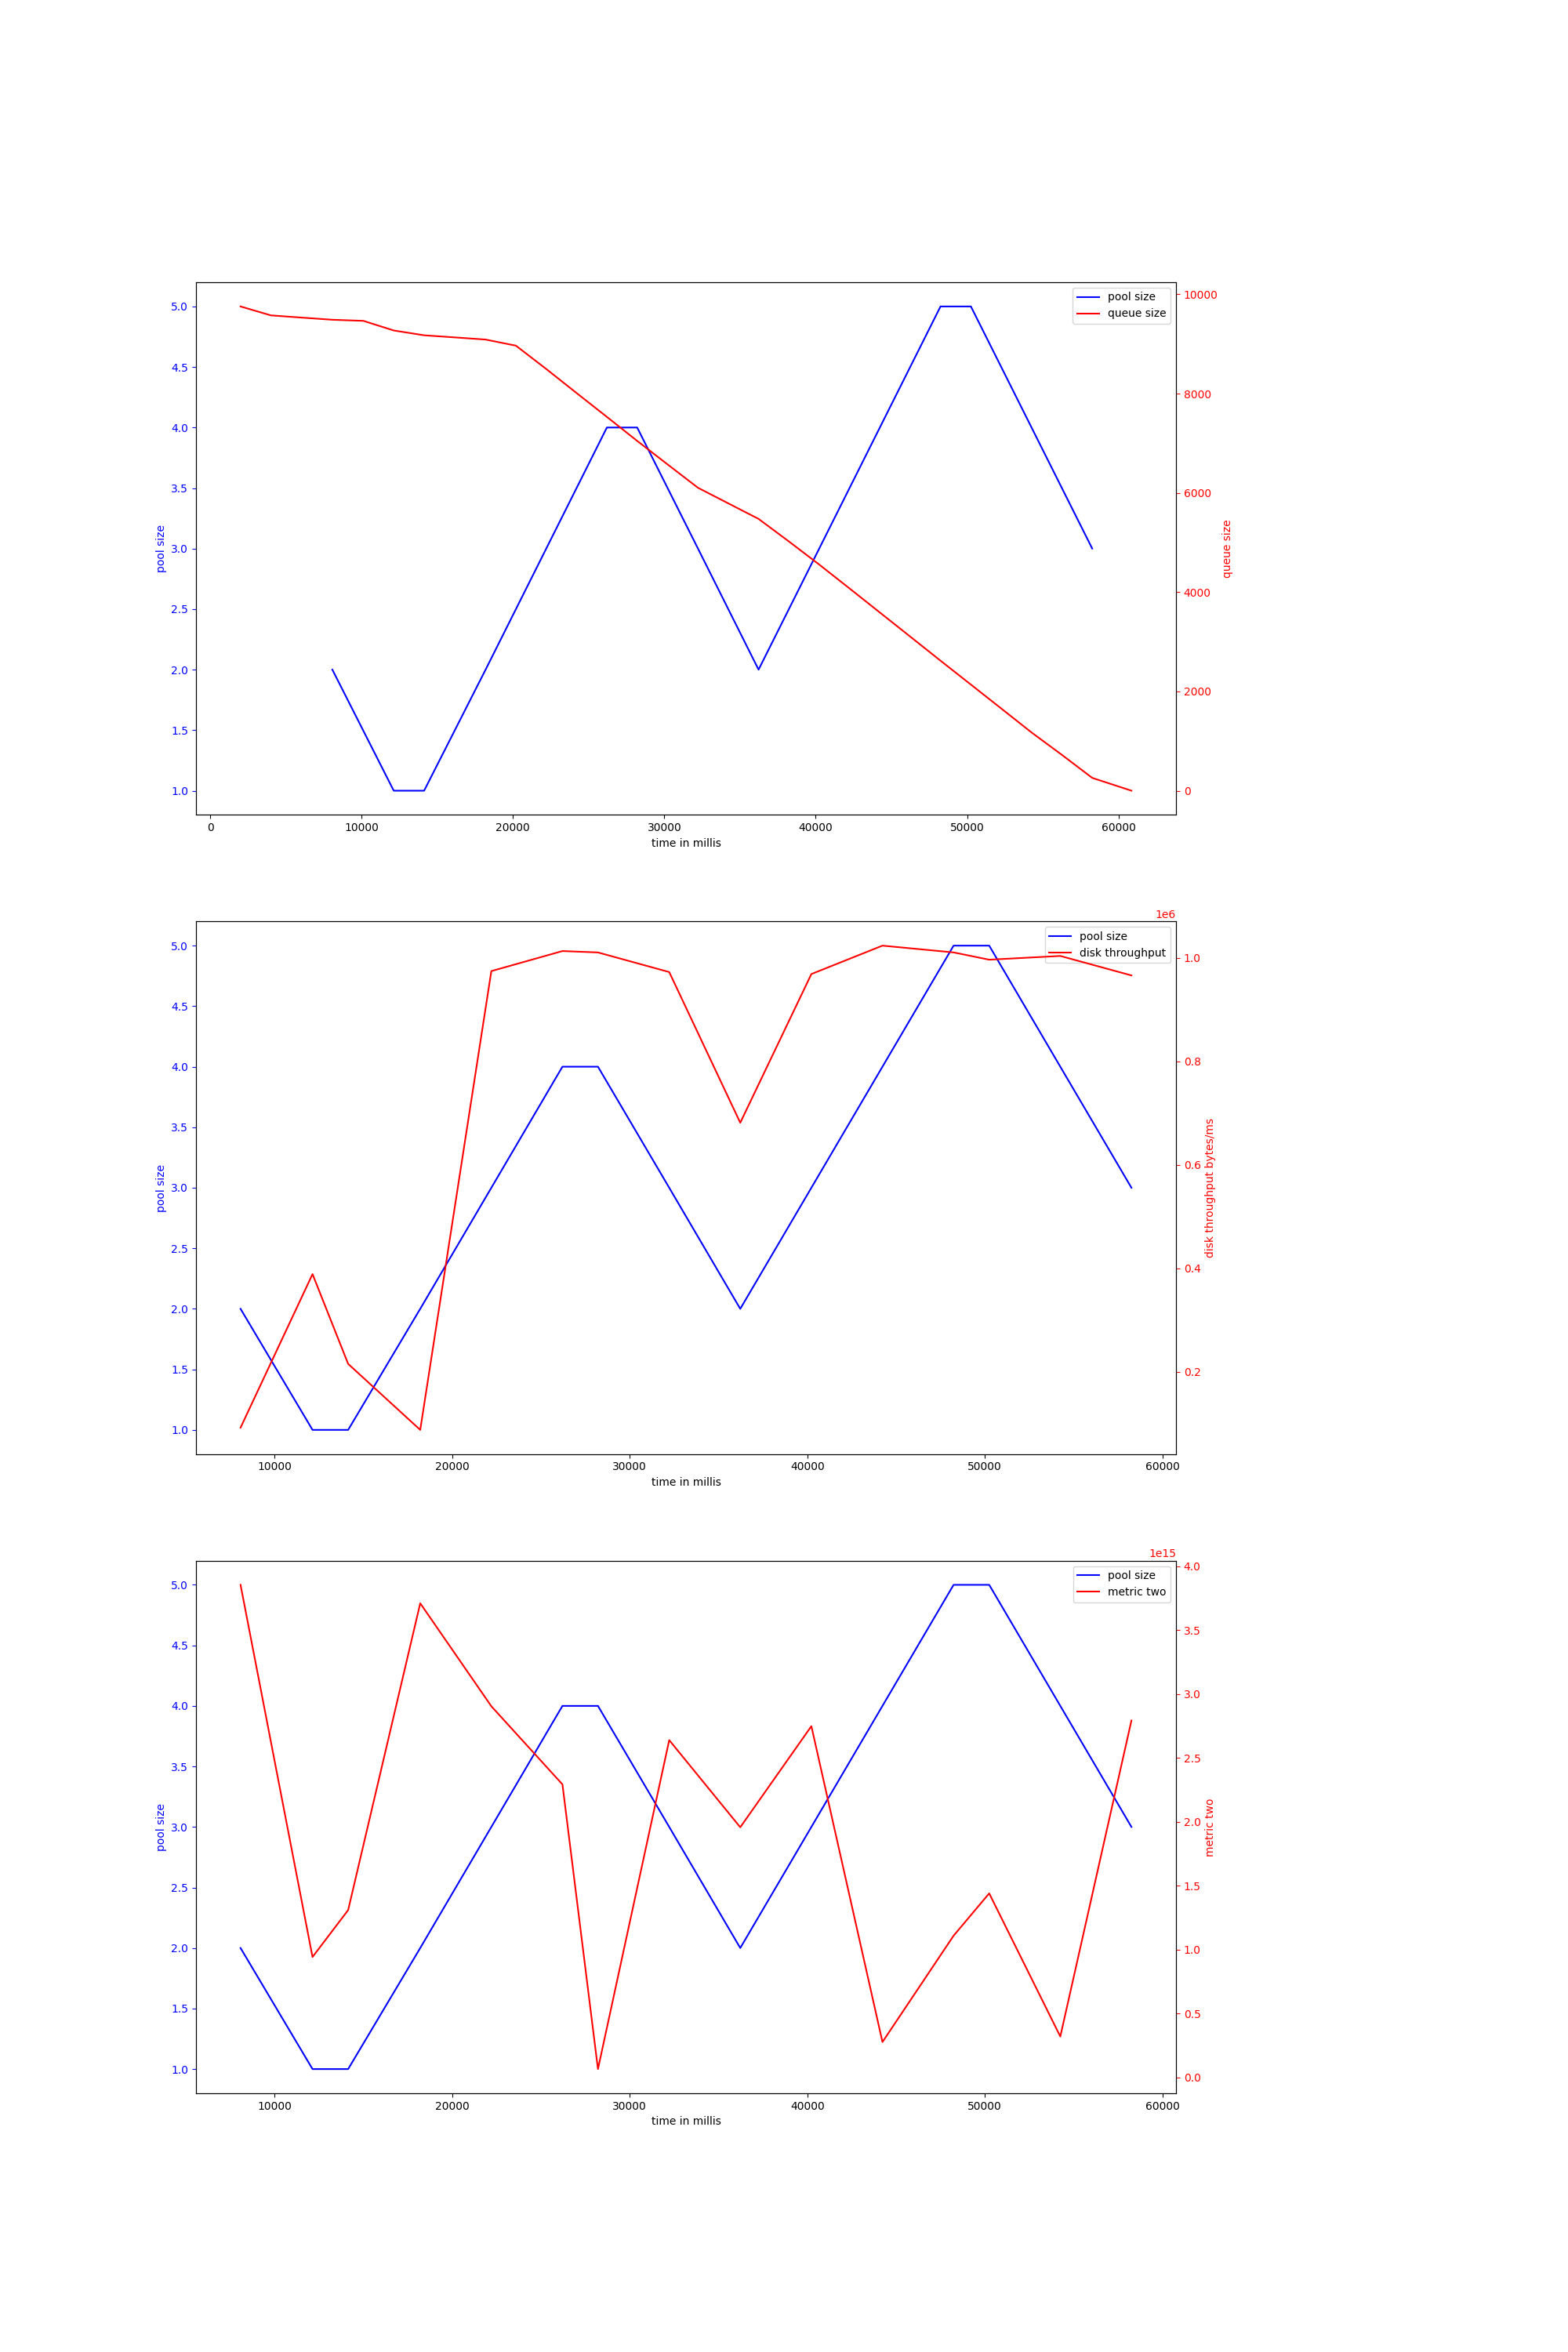 pool size
queue size
5.0
4.5
4.0
3.5
3.0
2.5
2.0
1.5
1.0
pool size
10000
8000
6000
4000
2000
0
queue size
0 10000 20000 30000 40000 50000 60000
time in millis
1e6
pool size
disk throughput
5.0
4.5
4.0
3.5
3.0
2.5
2.0
1.5
1.0
pool size
1.0
0.8
0.6
0.4
0.2
disk throughput bytes/ms
10000 20000 30000 40000 50000 60000
time in millis
1e15
pool size
metric two
5.0
4.5
4.0
3.5
3.0
2.5
2.0
1.5
1.0
pool size
4.0
3.5
3.0
2.5
2.0
1.5
1.0
0.5
0.0
metric two
10000 20000 30000 40000 50000 60000
time in millis